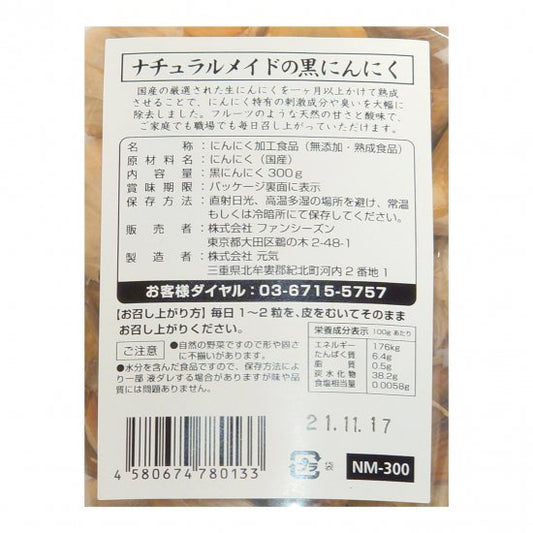 ナチュラルメイドの黒にんにく
国産の厳選された生にんにくを一ヶ月以上かけて熟成
させることで、にんにく特有の刺激成分や臭いを大幅に
除去しました。フルーツのような天然の甘さと酸味で、
ご家庭でも職場でも毎日召し上がっていただけます。
名称：にんにく加工食品（無添加・熟成食品）
原材料名：にんにく（国産）
内容量：黒にんにく300g
賞味期限：パッケージ裏面に表示
保存方法：直射日光、高温多湿の場所を避け、常温
もしくは冷暗所にて保存してください。
販売者：株式会社 ファンシーズン
東京都大田区鵜の木 2-48-1
製造者：株式会社 元気
三重県北牟婁郡紀北町河内 2 番地 1
お客様ダイヤル：03-6715-5757
【お召し上がり方】毎日 1～2 粒を、皮をむいてそのまま
お召し上がりください。
ご注意
●自然の野菜ですので形や固さ
に不揃いがあります。
●水分を含んだ食品ですので、保存方法によ
り一部 液ダレする場合がありますが味や品
質には問題ありません。
栄養成分表示 100g あたり
エネルギー 176kg
たんぱく質 6.4g
脂質 0.5g
炭水化物 38.2g
食塩相当量 0.0058g
21.11.17
4 580674 780133
プラ
袋
NM-300